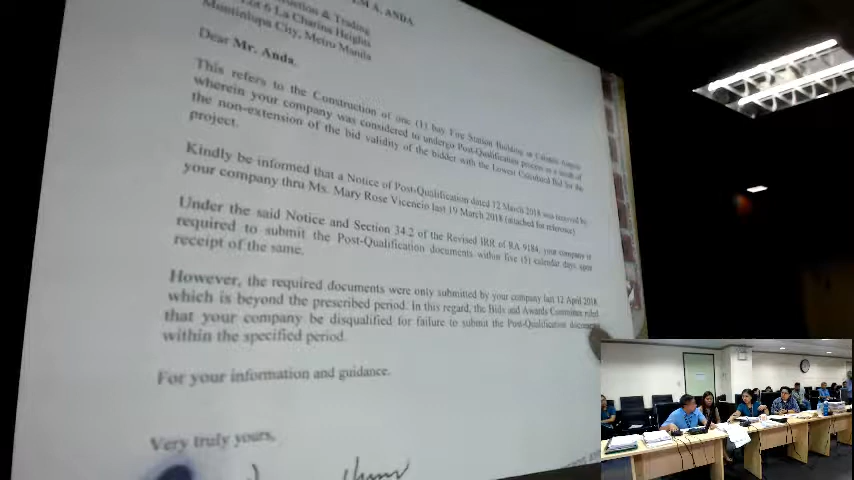 A. ANDA
& Trading
Lot 6 La Charina Heights
Muntinlupa City, Metro Manila
Dear Mr. Anda,
This refers to the Construction of one (1) bay Fire Station Building at
wherein your company was considered to undergo Post-Qualification process as a result of
the non-extension of the bid validity of the bidder with the Lowest Calculated Bid for the
project.
Kindly be informed that a Notice of Post-Qualification dated 12 March 2018 was received by
your company thru Ms. Mary Rose Vicencio last 19 March 2018 (attached for reference)
Under the said Notice and Section 34.2 of the Revised IRR of RA 9184, your company is
required to submit the Post-Qualification documents within five (5) calendar days upon
receipt of the same.
However, the required documents were only submitted by your company last 12 April 2018
which is beyond the prescribed period. In this regard, the Bids and Awards Committee ruled
that your company be disqualified for failure to submit the Post-Qualification documents
within the specified period.
For your information and guidance.
Very truly yours,